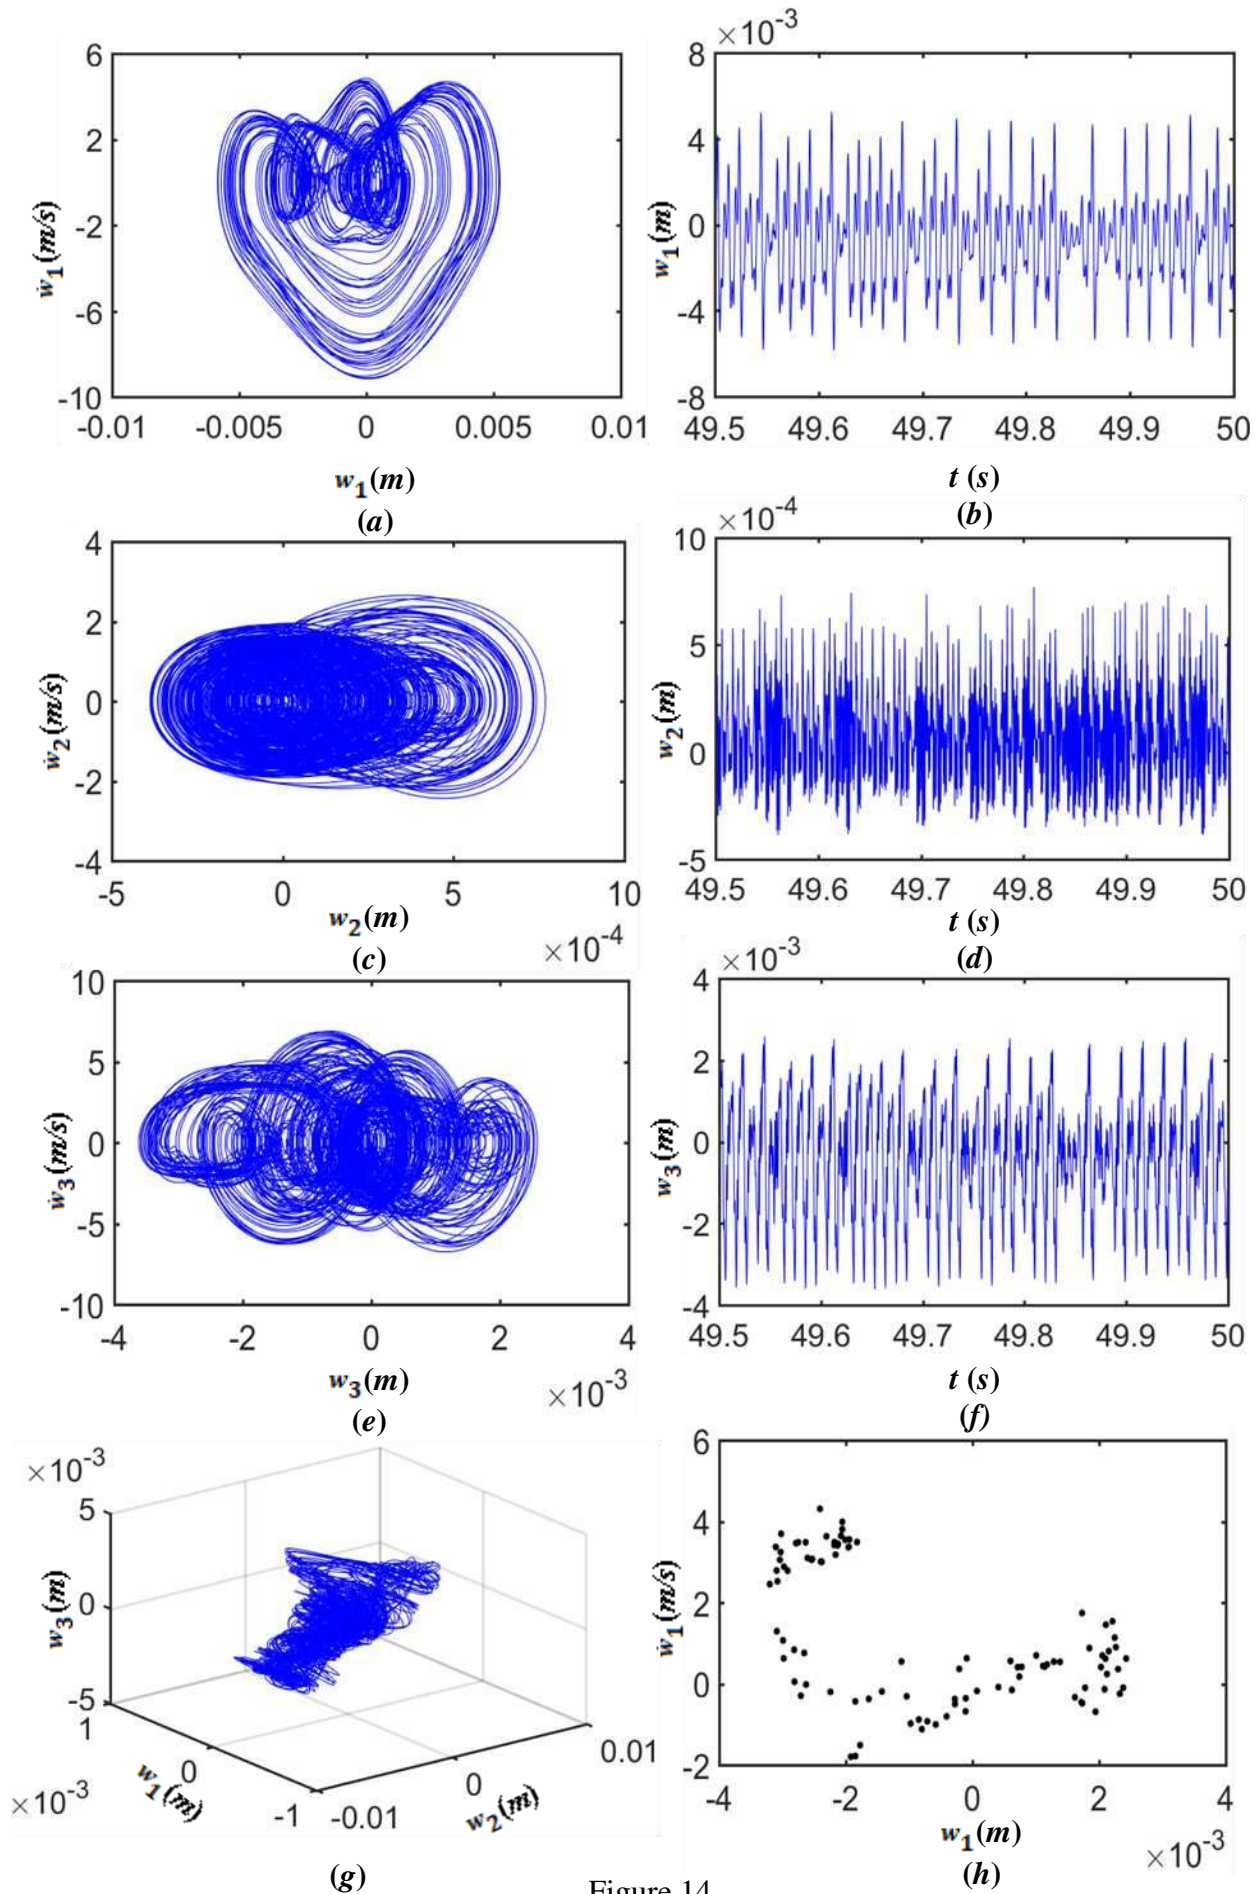 ×10⁻³
6
2
-2
-6
-10
ẇ₁(m/s)
-0.01 -0.005 0 0.005 0.01
w₁(m)
(a)
8
4
0
-4
-8
w₁(m)
49.5 49.6 49.7 49.8 49.9 50
t (s)
(b)
4
2
0
-2
-4
ẇ₂(m/s)
-5 0 5 10
w₂(m)
×10⁻⁴
(c)
×10⁻⁴
10
5
0
-5
w₂(m)
49.5 49.6 49.7 49.8 49.9 50
t (s)
(d)
10
5
0
-5
-10
ẇ₃(m/s)
-4 -2 0 2 4
w₃(m)
×10⁻³
(e)
×10⁻³
4
2
0
-2
-4
w₃(m)
49.5 49.6 49.7 49.8 49.9 50
t (s)
(f)
×10⁻³
5
0
-5
w₃(m)
1
0
-1
w₁(m)
×10⁻³
-0.01
0
0.01
w₂(m)
(g)
6
4
2
0
-2
ẇ₁(m/s)
-4 -2 0 2 4
w₁(m)
×10⁻³
(h)
Figure 14